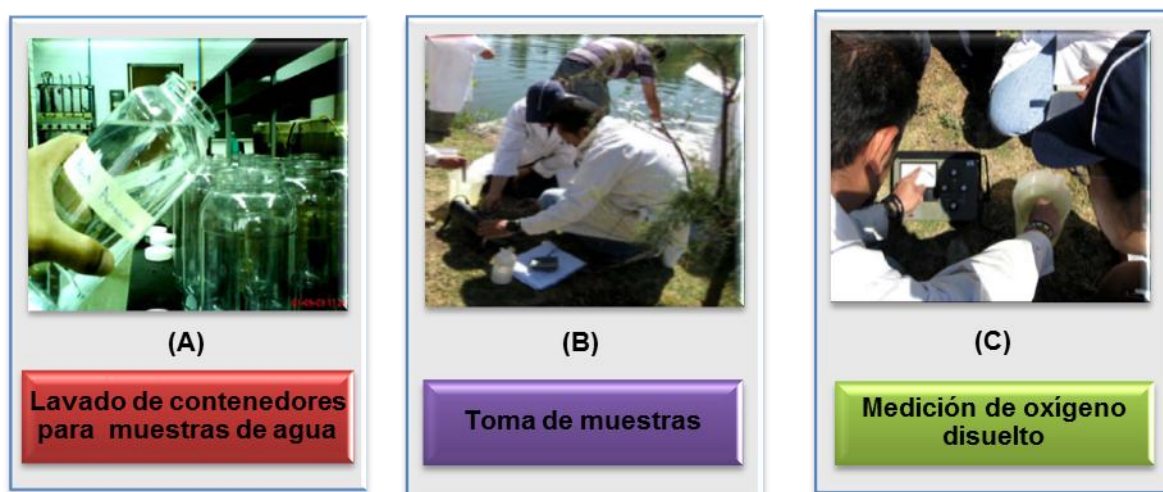 (A)
Lavado de contenedores
para muestras de agua
(B)
Toma de muestras
(C)
Medición de oxígeno
disuelto